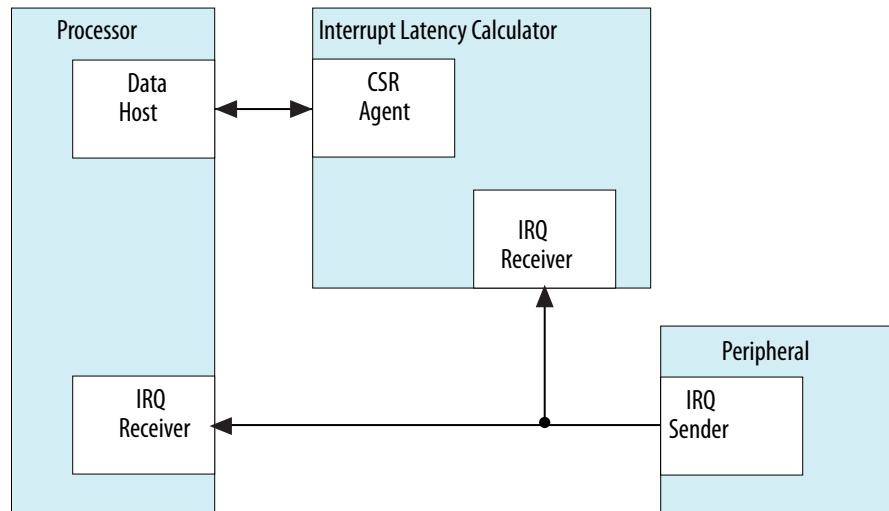 Processor
Data
Host
IRQ
Receiver
Interrupt Latency Calculator
CSR
Agent
IRQ
Receiver
Peripheral
IRQ
Sender